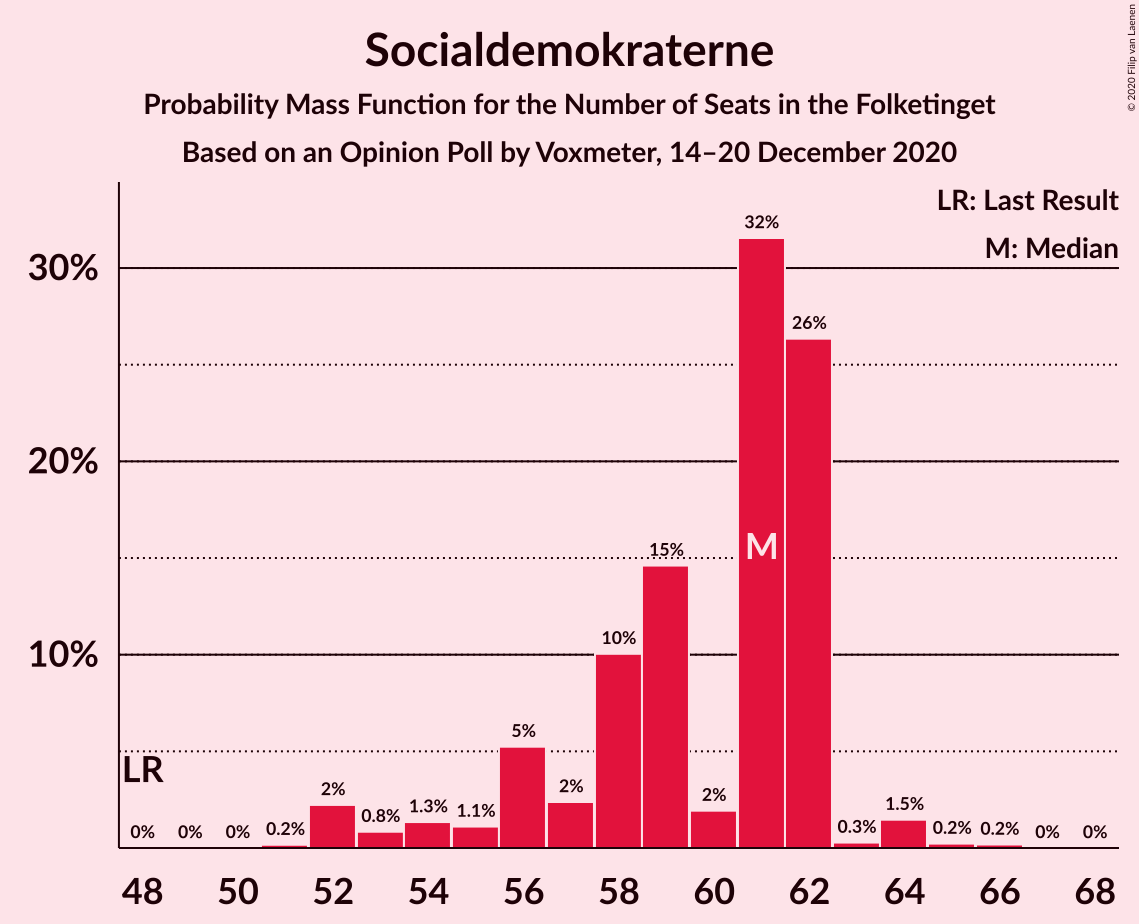 Socialdemokraterne
Probability Mass Function for the Number of Seats in the Folketinget
Based on an Opinion Poll by Voxmeter, 14–20 December 2020
© 2020 Filip van Laenen
LR: Last Result
M: Median
32%
30%
26%
20%
15%
M
10%
10%
5%
LR
2%
2%
2%
0%
0%
0%
0.2%
0.8%
1.3%
1.1%
0.3%
1.5%
0.2%
0.2%
0%
0%
48 50 52 54 56 58 60 62 64 66 68